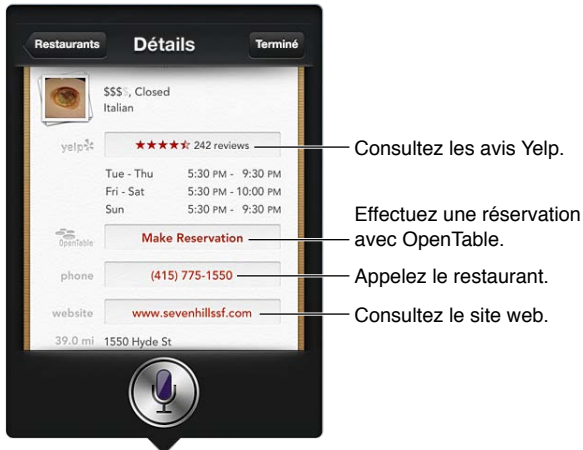 Restaurants Détails Terminé
$$$$, Closed
Italian
yelp 242 reviews
Consultez les avis Yelp.
Tue - Thu 5:30 PM - 9:30 PM
Fri - Sat 5:30 PM - 10:00 PM
Sun 5:30 PM - 9:30 PM
OpenTable Make Reservation
Effectuez une réservation
avec OpenTable.
phone (415) 775-1550
Appelez le restaurant.
website www.sevenhillssf.com
Consultez le site web.
39.0 mi 1550 Hyde St